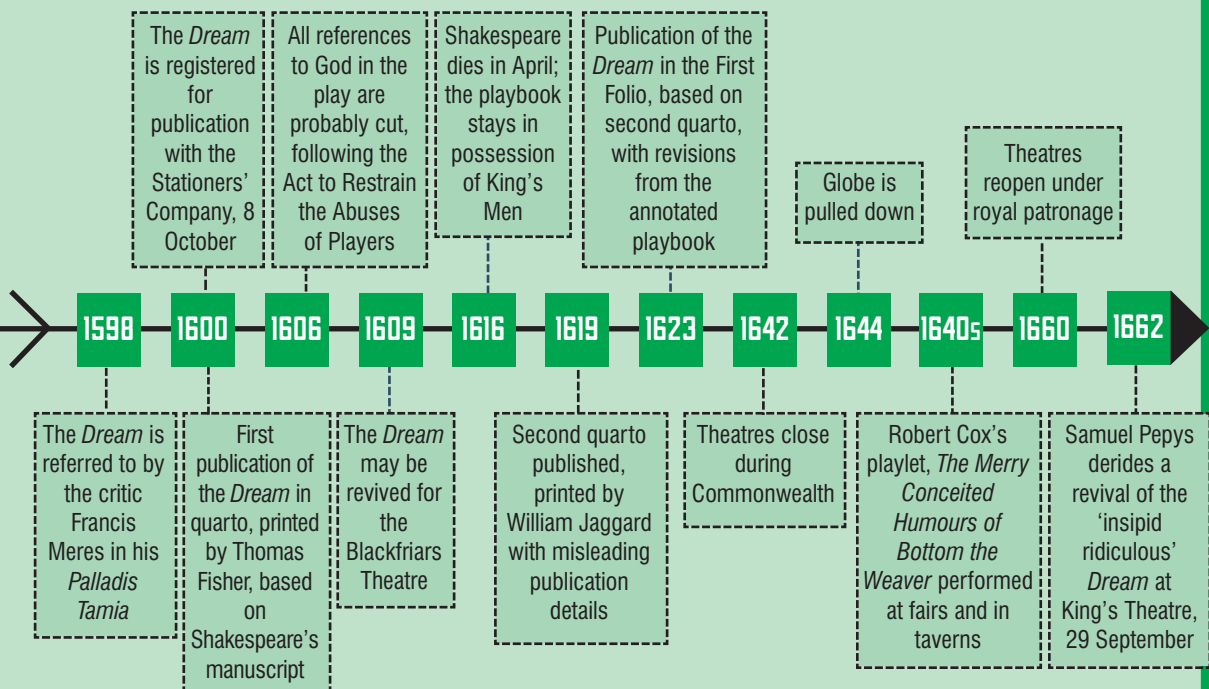 The Dream
is registered
for
publication
with the
Stationers’
Company, 8
October
All references
to God in the
play are
probably cut,
following the
Act to Restrain
the Abuses
of Players
Shakespeare
dies in April;
the playbook
stays in
possession
of King’s
Men
Publication of the
Dream in the First
Folio, based on
second quarto,
with revisions
from the
annotated
playbook
Globe is
pulled down
Theatres
reopen under
royal patronage
1598
1600
1606
1609
1616
1619
1623
1642
1644
1640s
1660
1662
The Dream is
referred to by
the critic
Francis
Meres in his
Palladis
Tamia
First
publication of
the Dream in
quarto, printed
by Thomas
Fisher, based
on
Shakespeare’s
manuscript
The Dream
may be
revived for
the
Blackfriars
Theatre
Second quarto
published,
printed by
William Jaggard
with misleading
publication
details
Theatres close
during
Commonwealth
Robert Cox’s
playlet, The Merry
Conceited
Humours of
Bottom the
Weaver performed
at fairs and in
taverns
Samuel Pepys
derides a
revival of the
‘insipid
ridiculous’
Dream at
King’s Theatre,
29 September